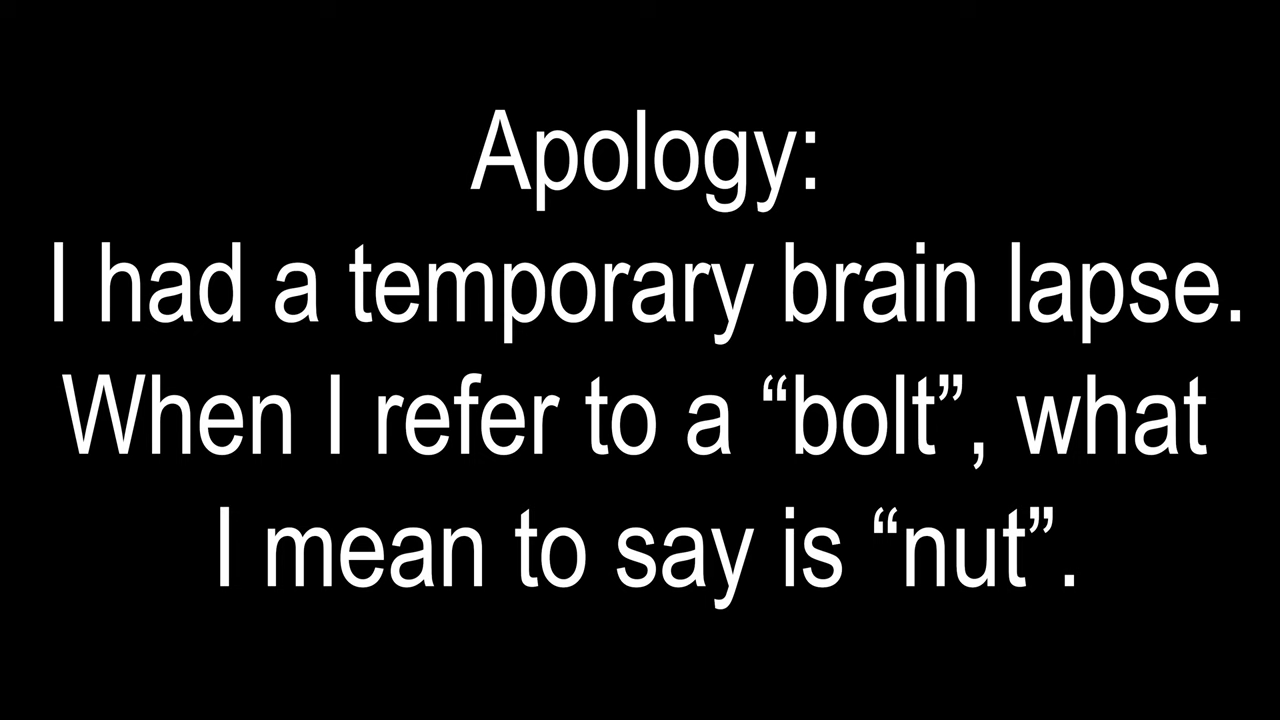 Apology:
I had a temporary brain lapse.
When I refer to a “bolt”, what
I mean to say is “nut”.